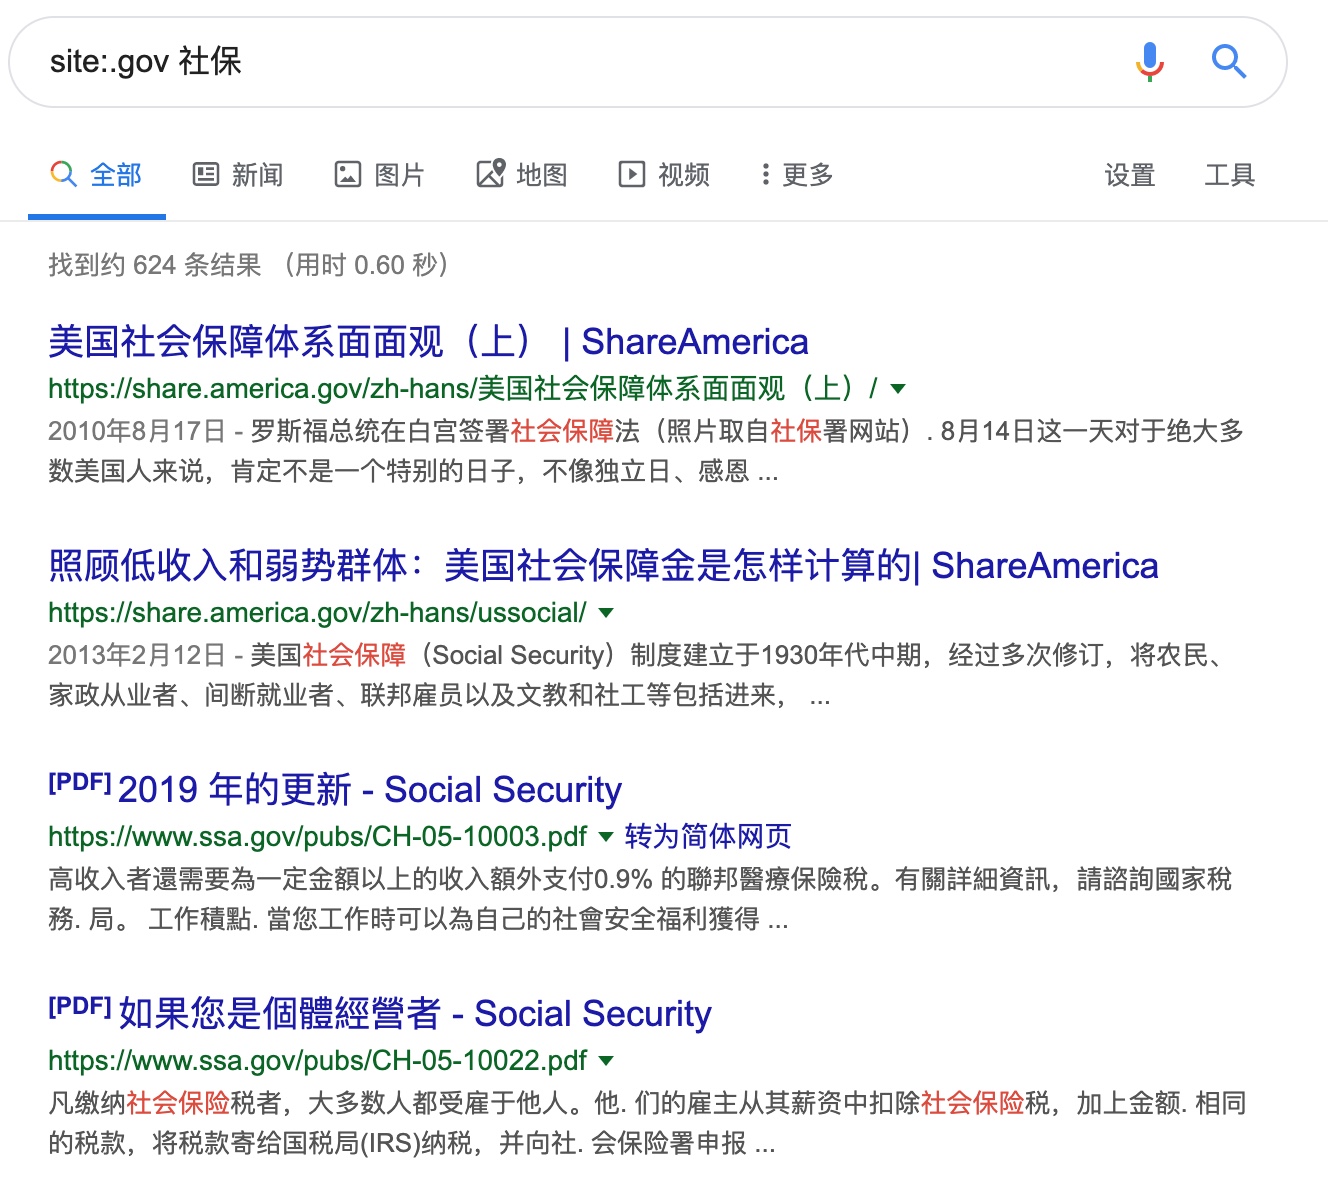 site:.gov 社保
全部 新闻 图片 地图 视频 更多 设置 工具
找到约 624 条结果 （用时 0.60 秒）
美国社会保障体系面面观（上） | ShareAmerica
https://share.america.gov/zh-hans/美国社会保障体系面面观（上）/
2010年8月17日 - 罗斯福总统在白宫签署社会保障法（照片取自社保署网站）. 8月14日这一天对于绝大多
数美国人来说，肯定不是一个特别的日子，不像独立日、感恩 ...
照顾低收入和弱势群体：美国社会保障金是怎样计算的| ShareAmerica
https://share.america.gov/zh-hans/ussocial/
2013年2月12日 - 美国社会保障（Social Security）制度建立于1930年代中期，经过多次修订，将农民、
家政从业者、间断就业者、联邦雇员以及文教和社工等包括进来， ...
[PDF] 2019 年的更新 - Social Security
https://www.ssa.gov/pubs/CH-05-10003.pdf 转为简体网页
高收入者還需要為一定金額以上的收入額外支付0.9% 的聯邦醫療保險稅。有關詳細資訊，請諮詢國家稅
務. 局。 工作積點. 當您工作時可以為自己的社會安全福利獲得 ...
[PDF] 如果您是個體經營者 - Social Security
https://www.ssa.gov/pubs/CH-05-10022.pdf
凡缴纳社会保险税者，大多数人都受雇于他人。他. 们的雇主从其薪资中扣除社会保险税，加上金额. 相同
的税款，将税款寄给国税局(IRS)纳税，并向社. 会保险署申报 ...